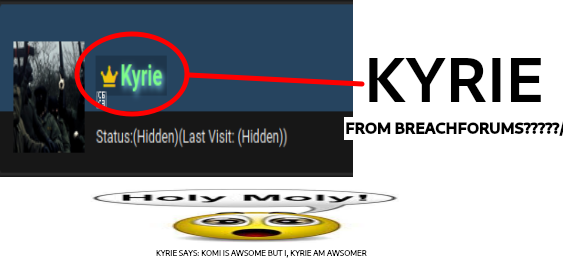 Kyrie
Status:(Hidden)(Last Visit: (Hidden))
KYRIE
FROM BREACHFORUMS?????/
Holy Moly!
KYRIE SAYS: KOMI IS AWSOME BUT I, KYRIE AM AWSOMER